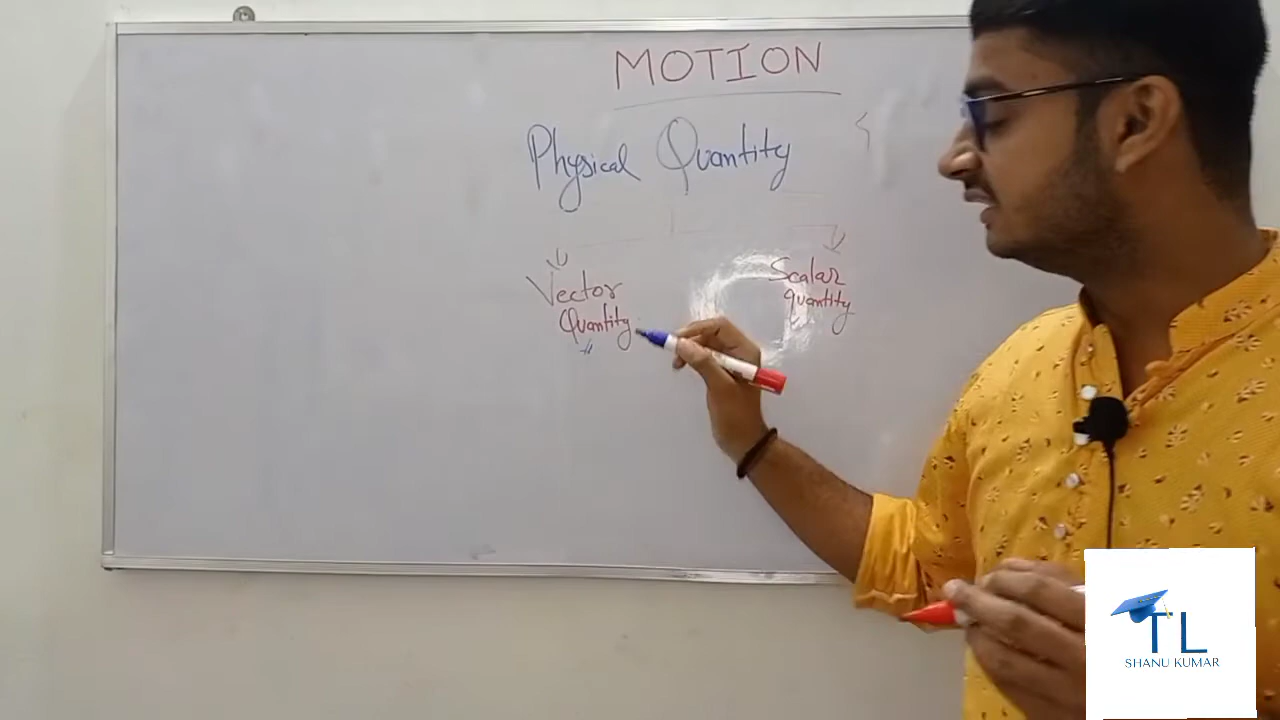 MOTION
Physical Quantity
Vector
Quantity
Scalar
quantity
TL
SHANU KUMAR